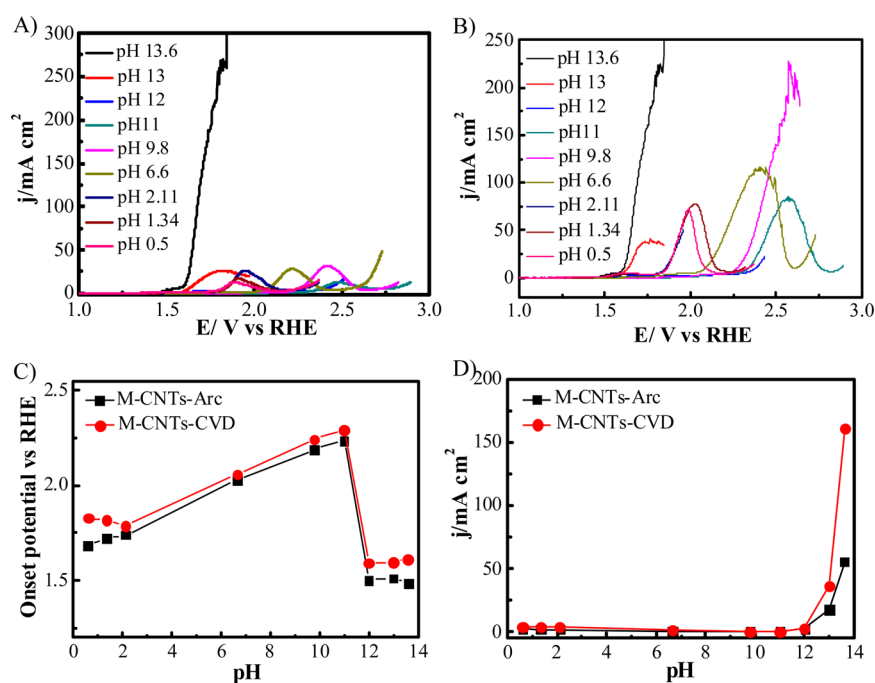 A)
300
250
200
150
100
50
0
j/mA cm²
pH 13.6
pH 13
pH 12
pH11
pH 9.8
pH 6.6
pH 2.11
pH 1.34
pH 0.5
1.0 1.5 2.0 2.5 3.0
E/ V vs RHE
B)
250
200
150
100
50
0
j/mA cm²
pH 13.6
pH 13
pH 12
pH11
pH 9.8
pH 6.6
pH 2.11
pH 1.34
pH 0.5
1.0 1.5 2.0 2.5 3.0
E/ V vs RHE
C)
2.5
2.0
1.5
Onset potential vs RHE
M-CNTs-Arc
M-CNTs-CVD
0 2 4 6 8 10 12 14
pH
D)
200
150
100
50
0
j/mA cm²
M-CNTs-Arc
M-CNTs-CVD
0 2 4 6 8 10 12 14
pH